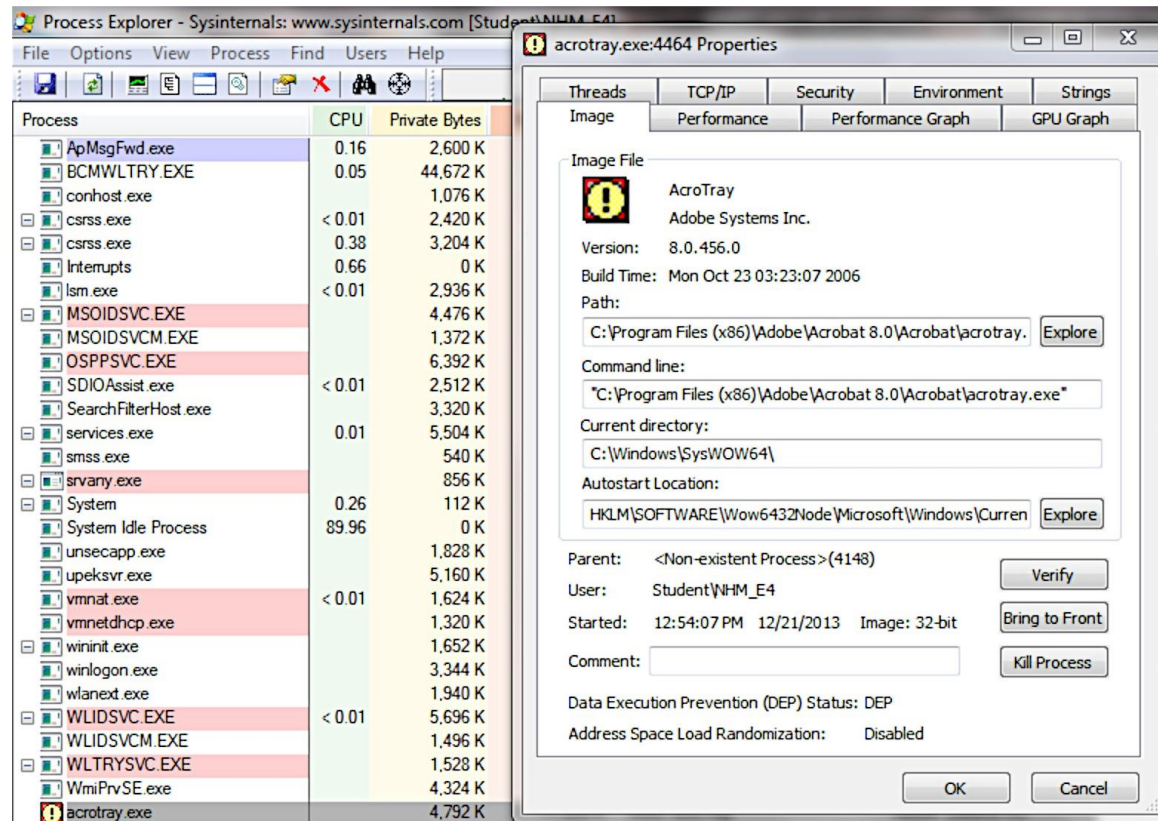 Process Explorer - Sysinternals: www.sysinternals.com [Student\NHM_E4]
File Options View Process Find Users Help
Process CPU Private Bytes
ApMsgFwd.exe 0.16 2,600 K
BCMWLTRY.EXE 0.05 44,672 K
conhost.exe 1,076 K
csrss.exe < 0.01 2,420 K
csrss.exe 0.38 3,204 K
Interrupts 0.66 0 K
lsm.exe < 0.01 2,936 K
MSOIDSVC.EXE 4,476 K
MSOIDSVCM.EXE 1,372 K
OSPPSVC.EXE 6,392 K
SDIOAssist.exe < 0.01 2,512 K
SearchFilterHost.exe 3,320 K
services.exe 0.01 5,504 K
smss.exe 540 K
srvany.exe 856 K
System 0.26 112 K
System Idle Process 89.96 0 K
unsecapp.exe 1,828 K
upeksvr.exe 5,160 K
vmnat.exe < 0.01 1,624 K
vmnetdhcp.exe 1,320 K
wininit.exe 1,652 K
winlogon.exe 3,344 K
wlanext.exe 1,940 K
WLIDSVC.EXE < 0.01 5,696 K
WLIDSVCM.EXE 1,496 K
WLTRYSVC.EXE 1,528 K
WmiPrvSE.exe 4,324 K
acrotray.exe 4,792 K
acrotray.exe:4464 Properties
Threads TCP/IP Security Environment Strings
Image Performance Performance Graph GPU Graph
Image File
AcroTray
Adobe Systems Inc.
Version: 8.0.456.0
Build Time: Mon Oct 23 03:23:07 2006
Path:
C:\Program Files (x86)\Adobe\Acrobat 8.0\Acrobat\acrotray. Explore
Command line:
"C:\Program Files (x86)\Adobe\Acrobat 8.0\Acrobat\acrotray.exe"
Current directory:
C:\Windows\SysWOW64\
Autostart Location:
HKLM\SOFTWARE\Wow6432Node\Microsoft\Windows\Curren Explore
Parent: <Non-existent Process>(4148)
Verify
User: Student\NHM_E4
Started: 12:54:07 PM 12/21/2013 Image: 32-bit Bring to Front
Comment: Kill Process
Data Execution Prevention (DEP) Status: DEP
Address Space Load Randomization: Disabled
OK Cancel